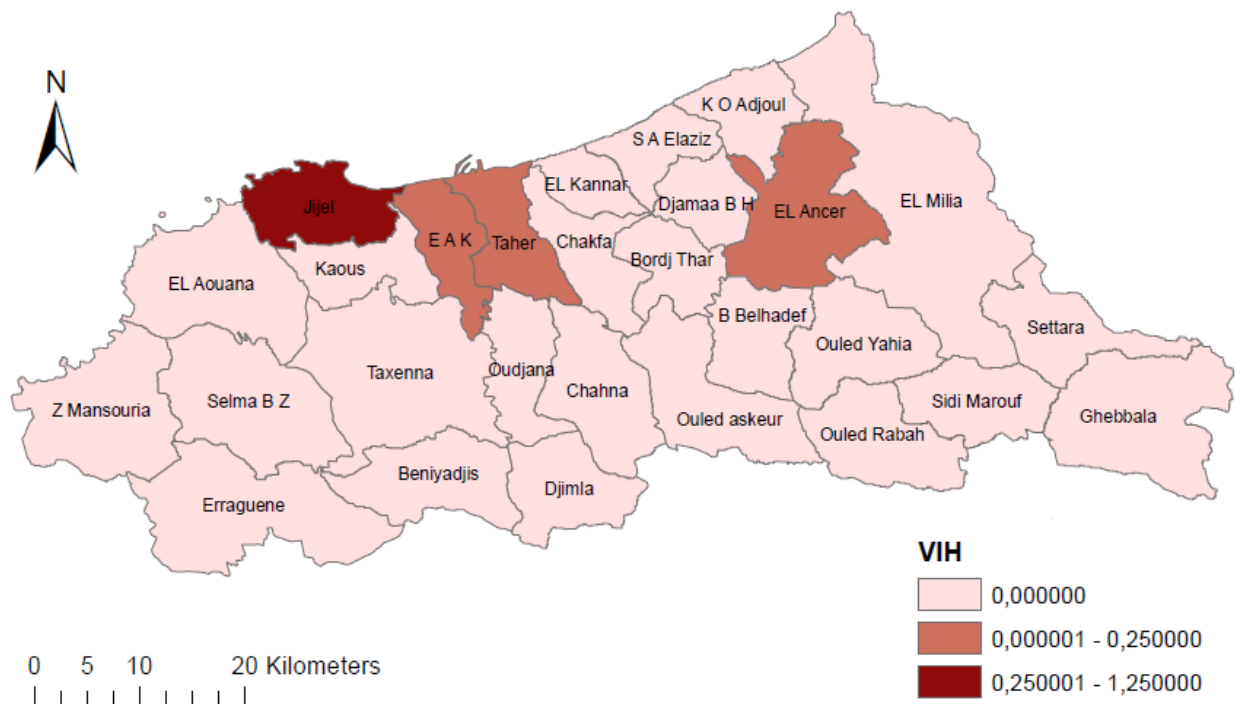 N
K O Adjoul
S A Elaziz
EL Kannar
Djamaa B H
EL Milia
Jijel
EL Ancer
E A K
Taher
Chakfa
Bordj Thar
Kaous
EL Aouana
B Belhadef
Settara
Ouled Yahia
Taxenna
Oudjana
Chahna
Z Mansouria
Selma B Z
Sidi Marouf
Ghebbala
Ouled askeur
Ouled Rabah
Beniyadjis
Djimla
Erraguene
VIH
0,000000
0,000001 - 0,250000
0,250001 - 1,250000
0 5 10 20 Kilometers